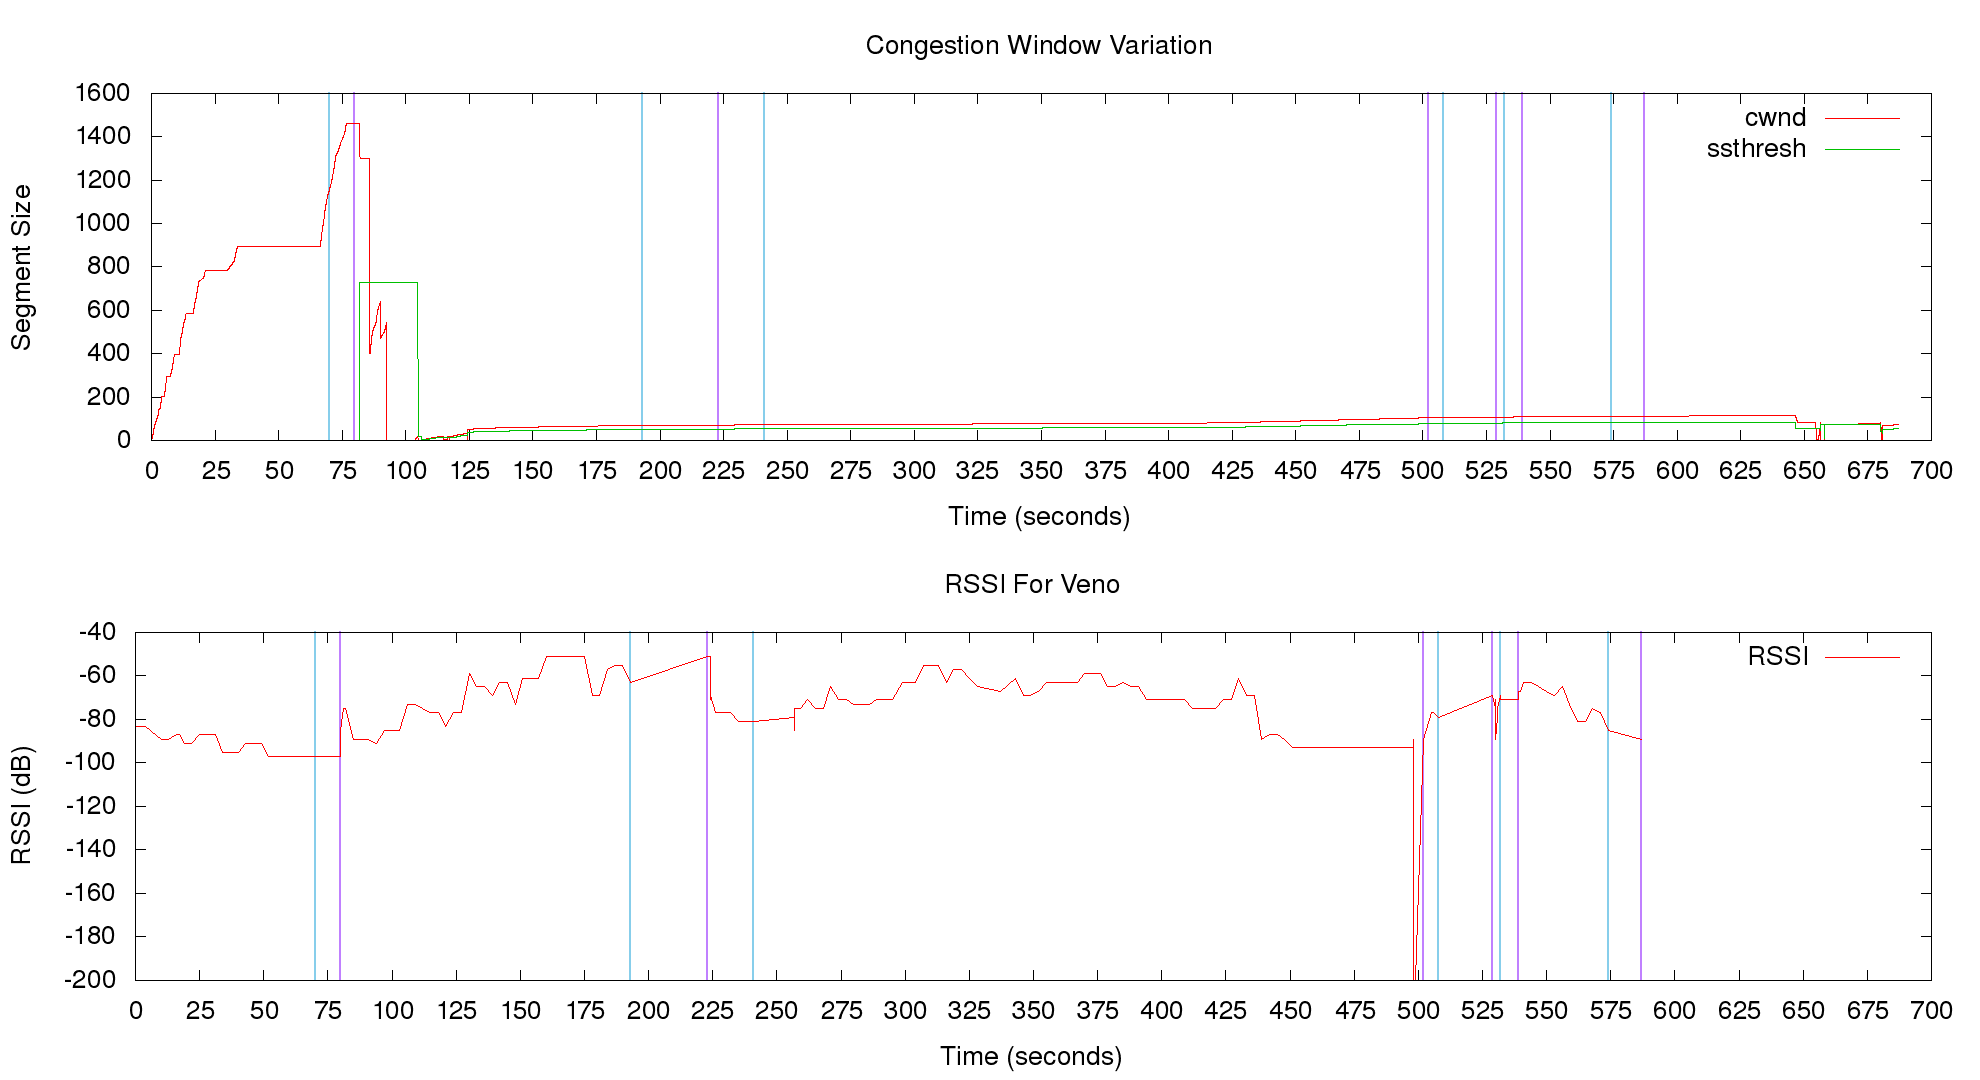 Congestion Window Variation
1600
1400
1200
1000
800
600
400
200
0
Segment Size
cwnd
ssthresh
0 25 50 75 100 125 150 175 200 225 250 275 300 325 350 375 400 425 450 475 500 525 550 575 600 625 650 675 700
Time (seconds)
RSSI For Veno
-40
-60
-80
-100
-120
-140
-160
-180
-200
RSSI (dB)
RSSI
0 25 50 75 100 125 150 175 200 225 250 275 300 325 350 375 400 425 450 475 500 525 550 575 600 625 650 675 700
Time (seconds)